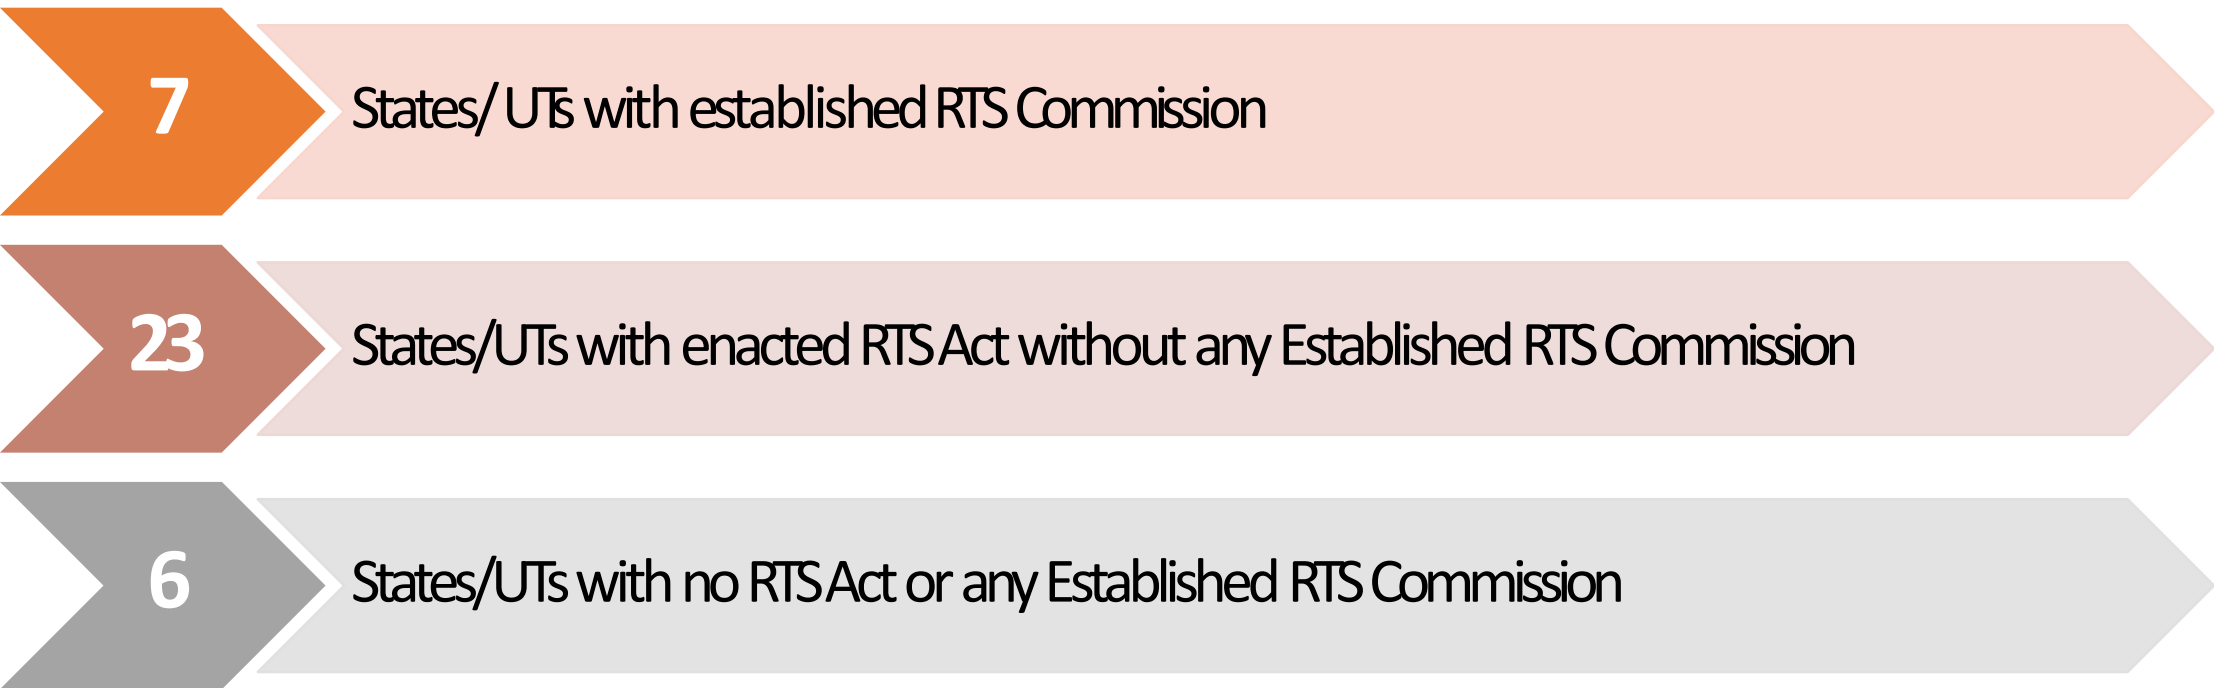 7
States/ UTs with established RTS Commission
23
States/UTs with enacted RTS Act without any Established RTS Commission
6
States/UTs with no RTS Act or any Established RTS Commission